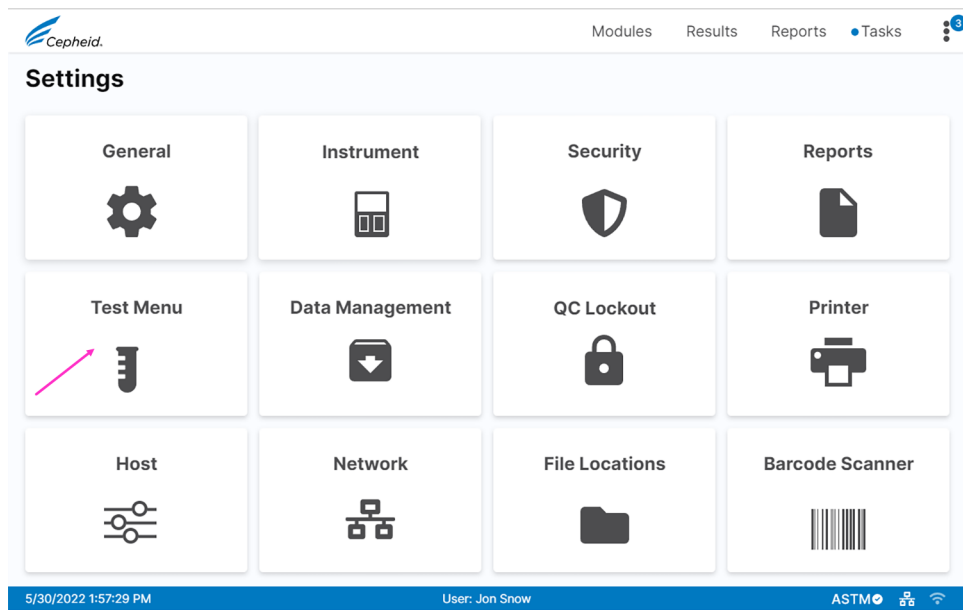 Cepheid.
Modules Results Reports Tasks 3
Settings
General Instrument Security Reports
Test Menu Data Management QC Lockout Printer
Host Network File Locations Barcode Scanner
5/30/2022 1:57:29 PM User: Jon Snow ASTM